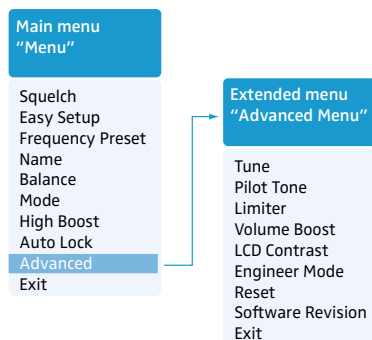 Main menu
“Menu”
Squelch
Easy Setup
Frequency Preset
Name
Balance
Mode
High Boost
Auto Lock
Advanced
Exit
Extended menu
“Advanced Menu”
Tune
Pilot Tone
Limiter
Volume Boost
LCD Contrast
Engineer Mode
Reset
Software Revision
Exit